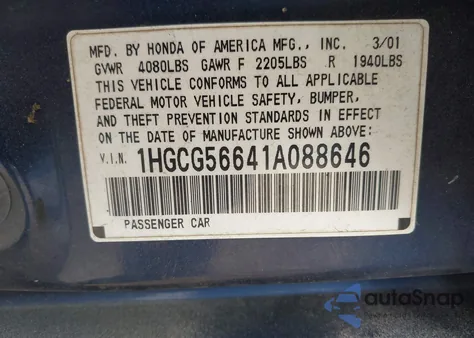 MFD. BY HONDA OF AMERICA MFG., INC. 3/01
GVWR 4080LBS GAWR F 2205LBS R 1940LBS
THIS VEHICLE CONFORMS TO ALL APPLICABLE
FEDERAL MOTOR VEHICLE SAFETY, BUMPER,
AND THEFT PREVENTION STANDARDS IN EFFECT
ON THE DATE OF MANUFACTURE SHOWN ABOVE:
V.I.N. 1HGCG56641A088646
PASSENGER CAR
autoSnap